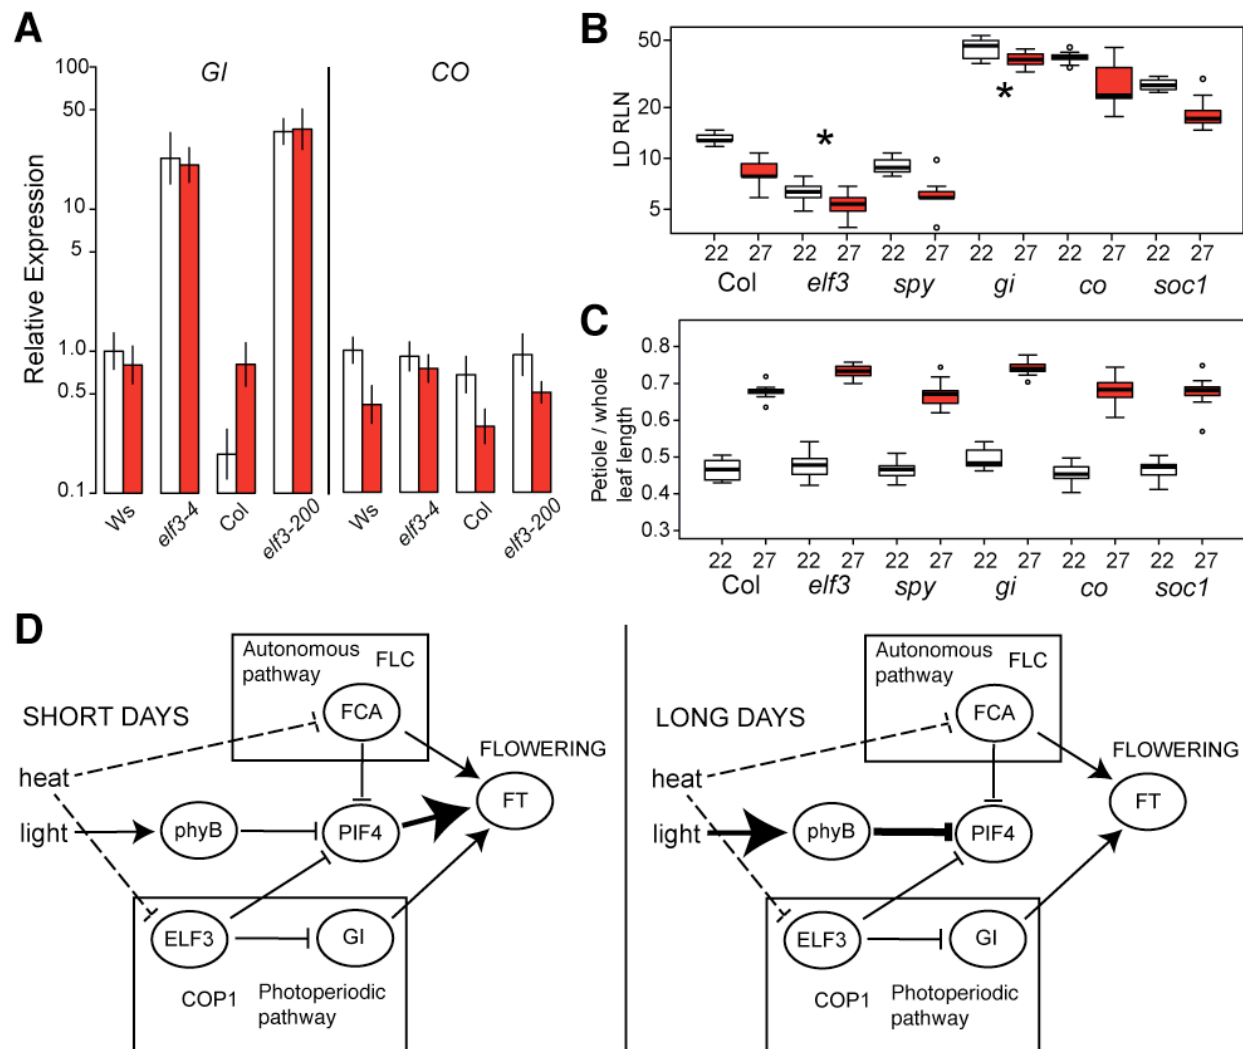 A
GI
CO
Relative Expression
100
50
10
5
1.0
0.5
0.1
Ws
elf3-4
Col
elf3-200
Ws
elf3-4
Col
elf3-200
B
LD RLN
50
20
10
5
*
*
22 27 22 27 22 27 22 27 22 27 22 27
Col elf3 spy gi co soc1
C
Petiole / whole
leaf length
0.8
0.7
0.6
0.5
0.4
0.3
22 27 22 27 22 27 22 27 22 27 22 27
Col elf3 spy gi co soc1
D
SHORT DAYS
Autonomous
pathway
FLC
FCA
FLOWERING
heat
FT
light
phyB
PIF4
ELF3
GI
COP1
Photoperiodic
pathway
LONG DAYS
Autonomous
pathway
FLC
FCA
FLOWERING
heat
FT
light
phyB
PIF4
ELF3
GI
COP1
Photoperiodic
pathway